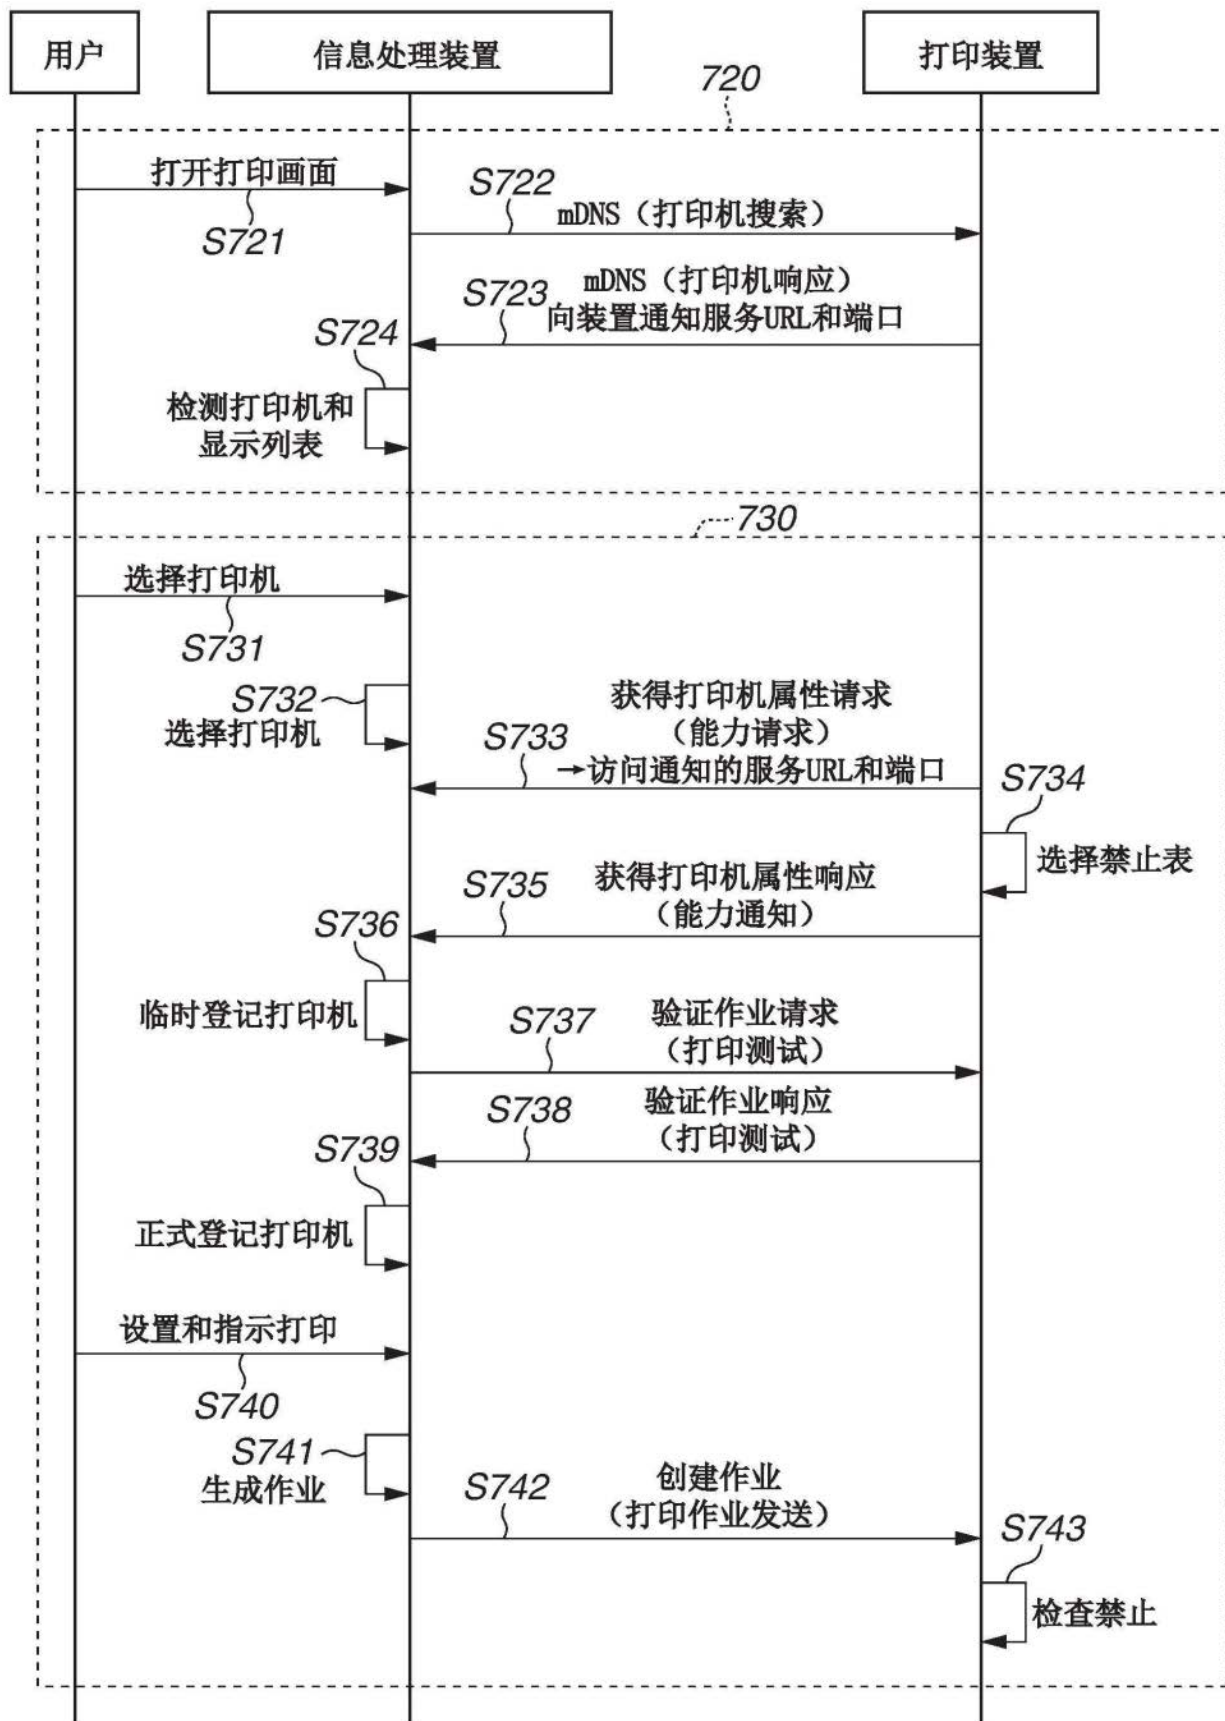 用户
信息处理装置
打印装置
720
打开打印画面
S721
S722
mDNS（打印机搜索）
mDNS（打印机响应）
S723
向装置通知服务URL和端口
S724
检测打印机和
显示列表
730
选择打印机
S731
S732
选择打印机
获得打印机属性请求
（能力请求）
S733
→访问通知的服务URL和端口
S734
选择禁止表
S735
获得打印机属性响应
（能力通知）
S736
临时登记打印机
S737
验证作业请求
（打印测试）
S738
验证作业响应
（打印测试）
S739
正式登记打印机
设置和指示打印
S740
S741
生成作业
S742
创建作业
（打印作业发送）
S743
检查禁止